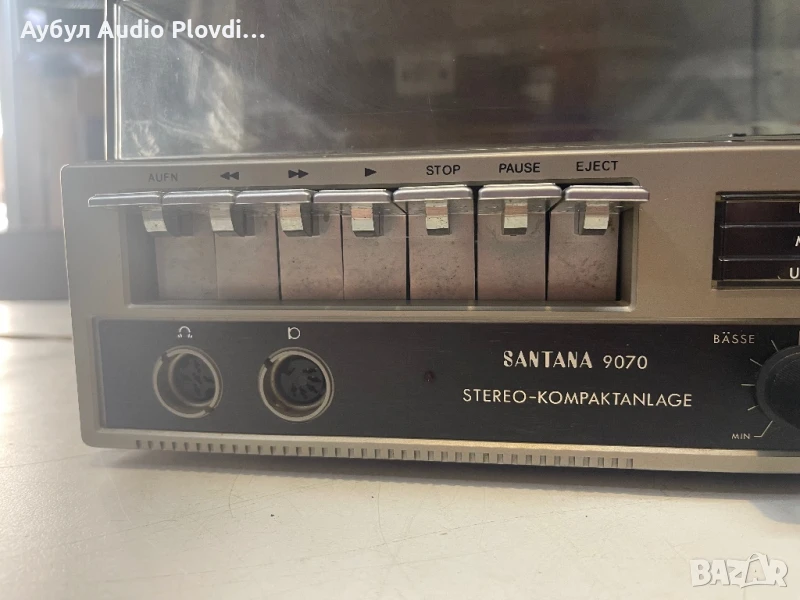 Аубул Audio Plovdi...
AUFN STOP PAUSE EJECT
BÄSSE
SANTANA 9070
STEREO-KOMPAKTANLAGE
MIN
BAZAR